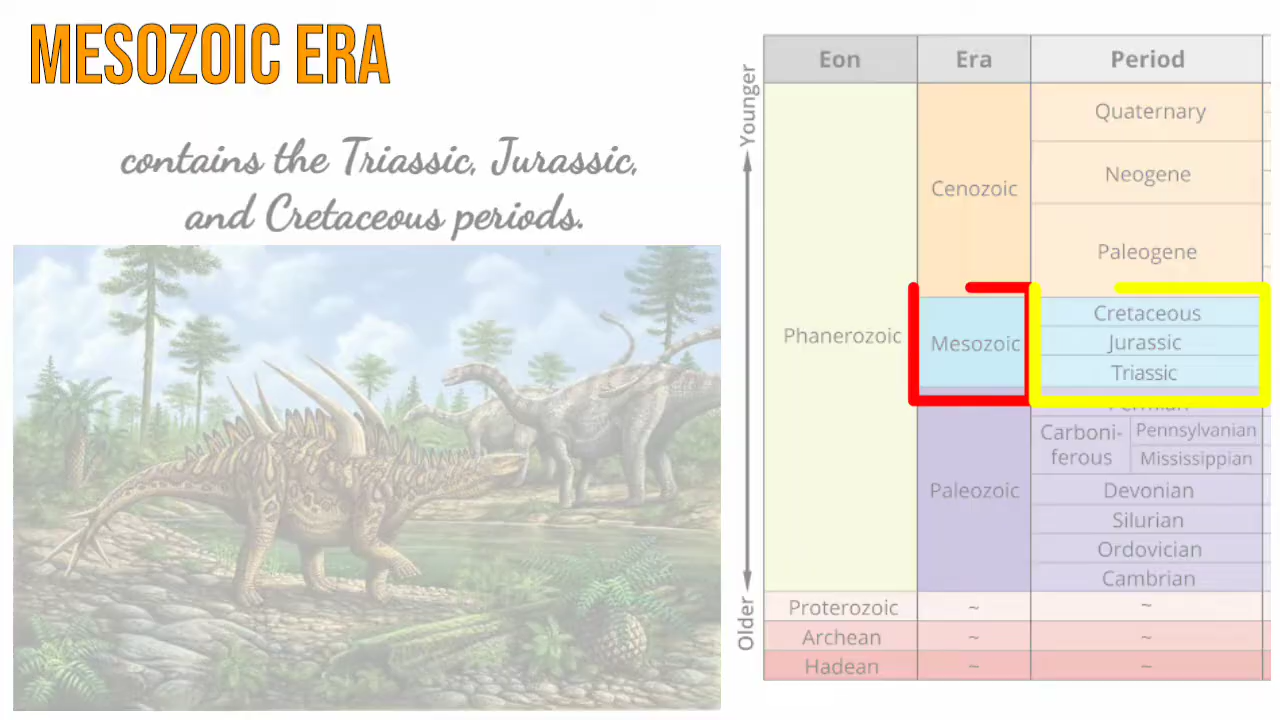 MESOZOIC ERA
contains the Triassic, Jurassic,
and Cretaceous periods.
Younger
Older
Eon Era Period
Quaternary
Neogene
Cenozoic
Paleogene
Cretaceous
Phanerozoic Mesozoic Jurassic
Triassic
Permian
Carboni-
ferous
Pennsylvanian
Mississippian
Paleozoic Devonian
Silurian
Ordovician
Cambrian
Proterozoic ~ ~
Archean ~ ~
Hadean ~ ~